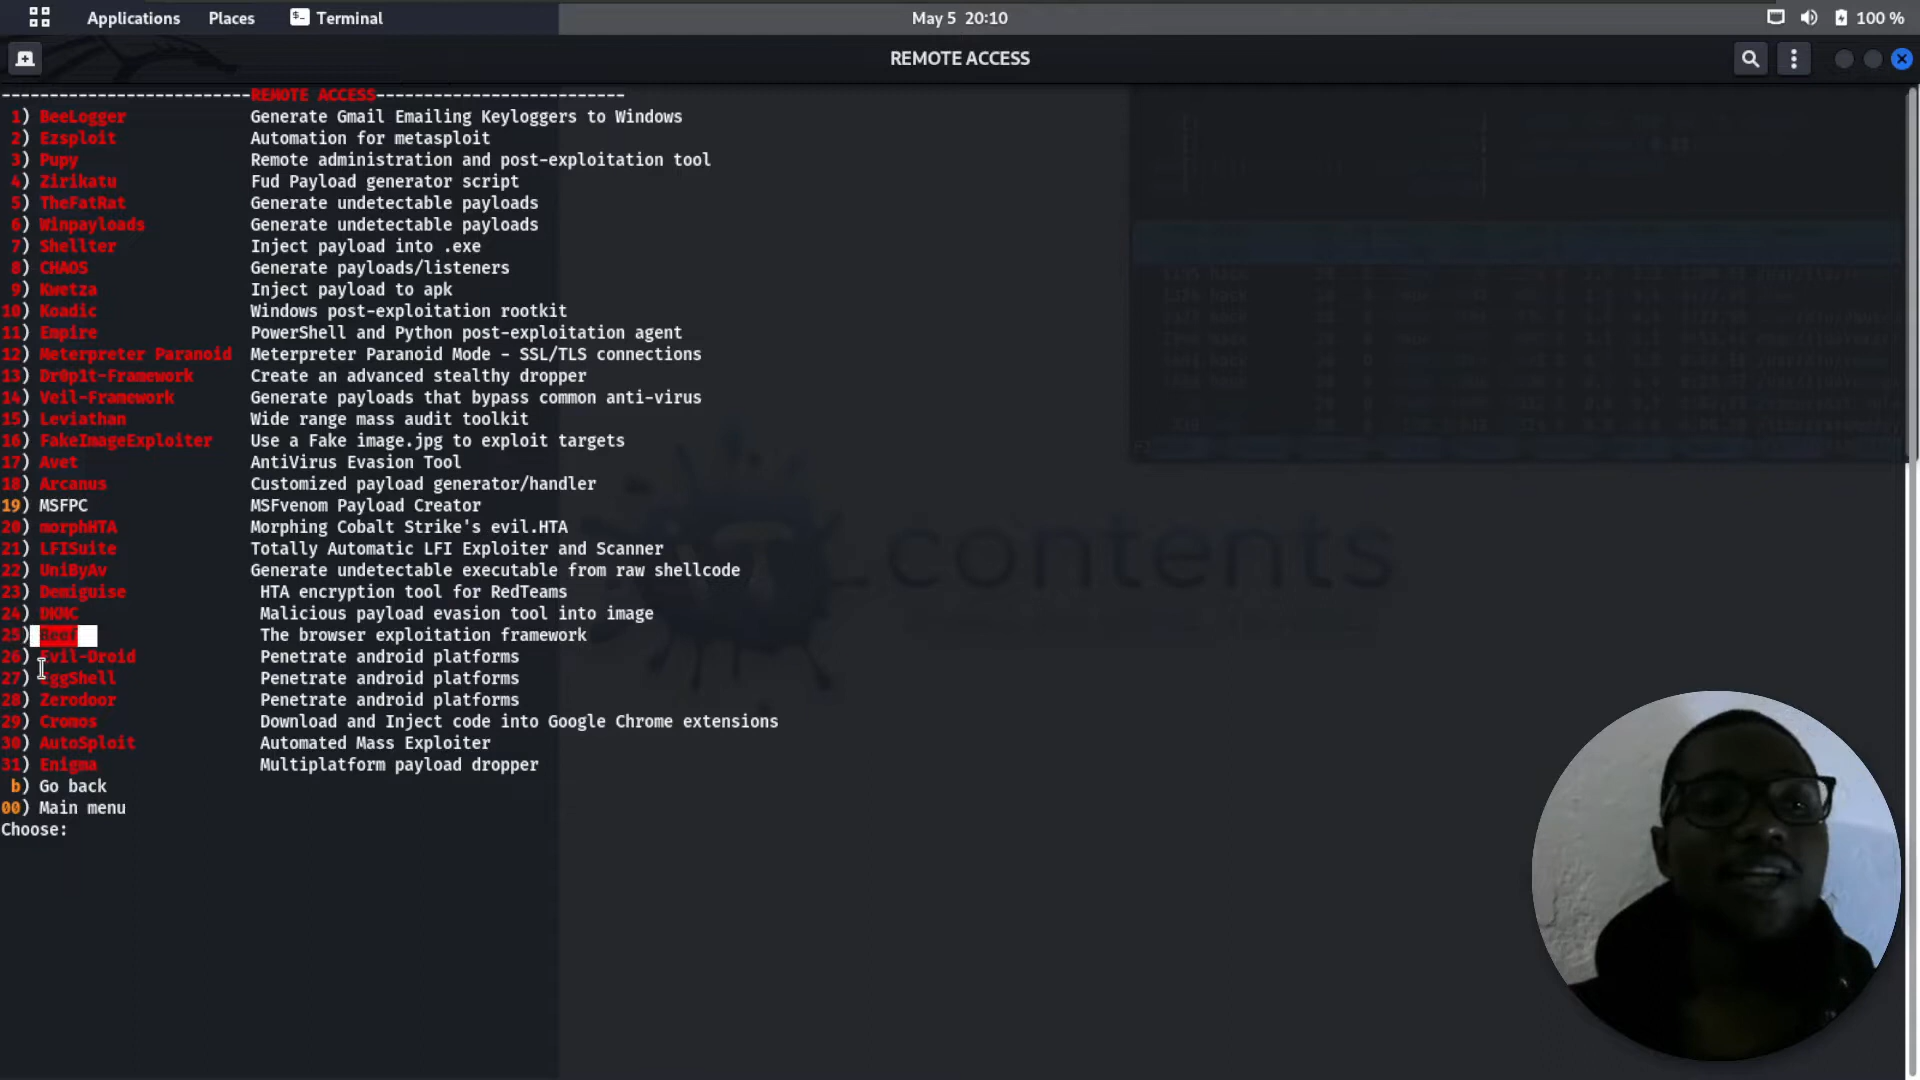 Applications Places Terminal May 5 20:10 100 %
REMOTE ACCESS
-------------------------REMOTE ACCESS--------------------------
1) BeeLogger Generate Gmail Emailing Keyloggers to Windows
2) Ezsploit Automation for metasploit
3) Pupy Remote administration and post-exploitation tool
4) Zirikatu Fud Payload generator script
5) TheFatRat Generate undetectable payloads
6) Winpayloads Generate undetectable payloads
7) Shellter Inject payload into .exe
8) CHAOS Generate payloads/listeners
9) Kwetza Inject payload to apk
10) Koadic Windows post-exploitation rootkit
11) Empire PowerShell and Python post-exploitation agent
12) Meterpreter Paranoid Meterpreter Paranoid Mode - SSL/TLS connections
13) Dr0p1t-Framework Create an advanced stealthy dropper
14) Veil-Framework Generate payloads that bypass common anti-virus
15) Leviathan Wide range mass audit toolkit
16) FakeImageExploiter Use a Fake image.jpg to exploit targets
17) Avet AntiVirus Evasion Tool
18) Arcanus Customized payload generator/handler
19) MSFPC MSFvenom Payload Creator
20) morphHTA Morphing Cobalt Strike's evil.HTA
21) LFISuite Totally Automatic LFI Exploiter and Scanner
22) UniByAv Generate undetectable executable from raw shellcode
23) Demiguise HTA encryption tool for RedTeams
24) DKMC Malicious payload evasion tool into image
25) Beef The browser exploitation framework
26) Evil-Droid Penetrate android platforms
27) EggShell Penetrate android platforms
28) Zerodoor Penetrate android platforms
29) Cromos Download and Inject code into Google Chrome extensions
30) AutoSploit Automated Mass Exploiter
31) Enigma Multiplatform payload dropper
b) Go back
00) Main menu
Choose:
contents